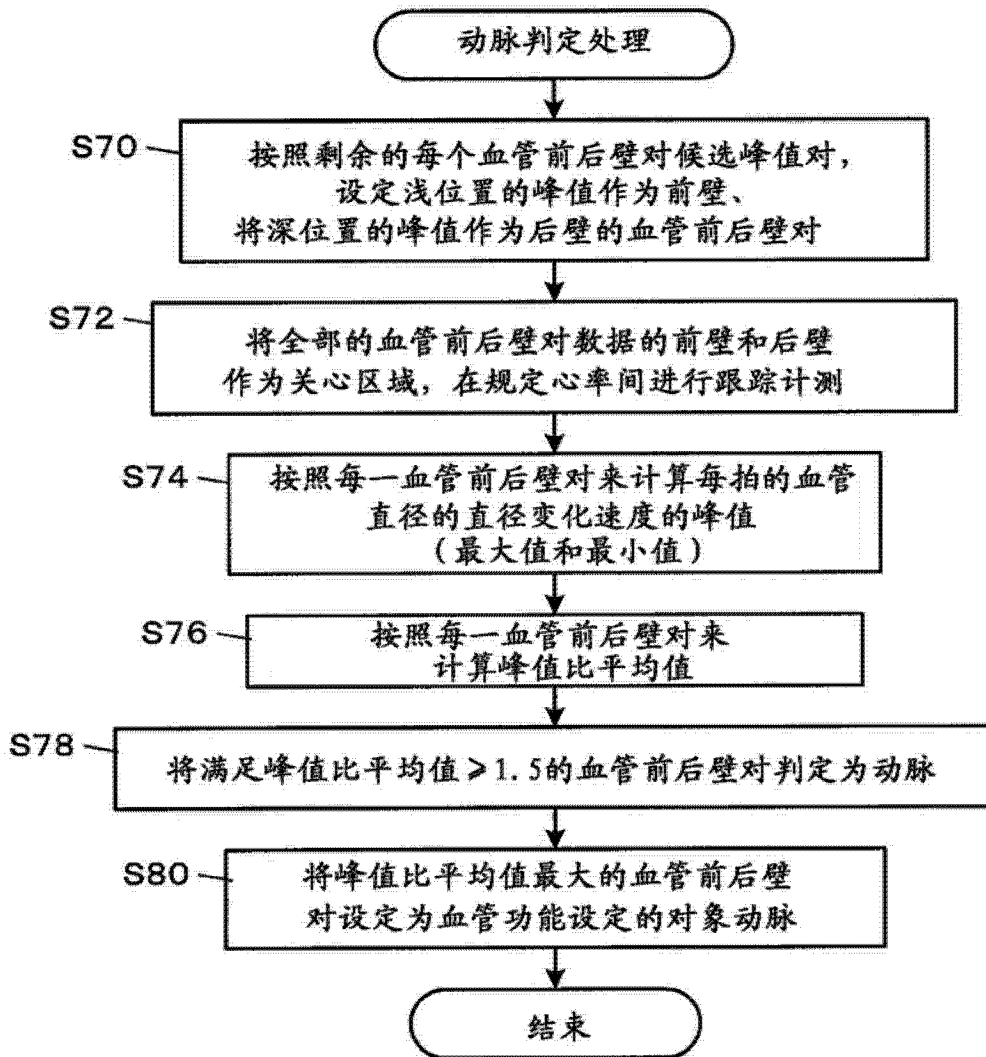 动脉判定处理
S70
按照剩余的每个血管前后壁对候选峰值对，
设定浅位置的峰值作为前壁、
将深位置的峰值作为后壁的血管前后壁对
S72
将全部的血管前后壁对数据的前壁和后壁
作为关心区域，在规定心率间进行跟踪计测
S74
按照每一血管前后壁对来计算每拍的血管
直径的直径变化速度的峰值
（最大值和最小值）
S76
按照每一血管前后壁对来
计算峰值比平均值
S78
将满足峰值比平均值≥1.5的血管前后壁对判定为动脉
S80
将峰值比平均值最大的血管前后壁
对设定为血管功能设定的对象动脉
结束